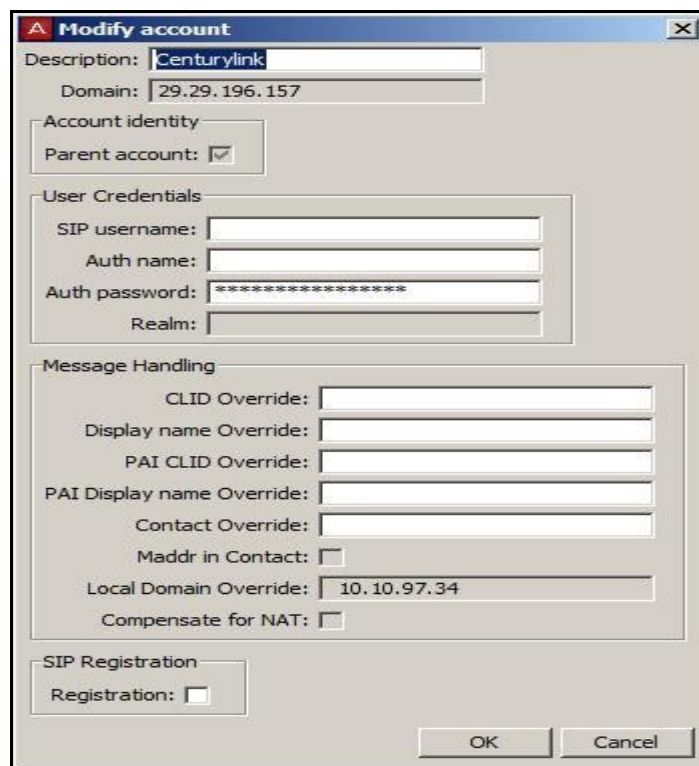 A Modify account
Description: Centurylink
Domain: 29.29.196.157
Account identity
Parent account:
User Credentials
SIP username:
Auth name:
Auth password: ****************
Realm:
Message Handling
CLID Override:
Display name Override:
PAI CLID Override:
PAI Display name Override:
Contact Override:
Maddr in Contact:
Local Domain Override: 10.10.97.34
Compensate for NAT:
SIP Registration
Registration:
OK Cancel